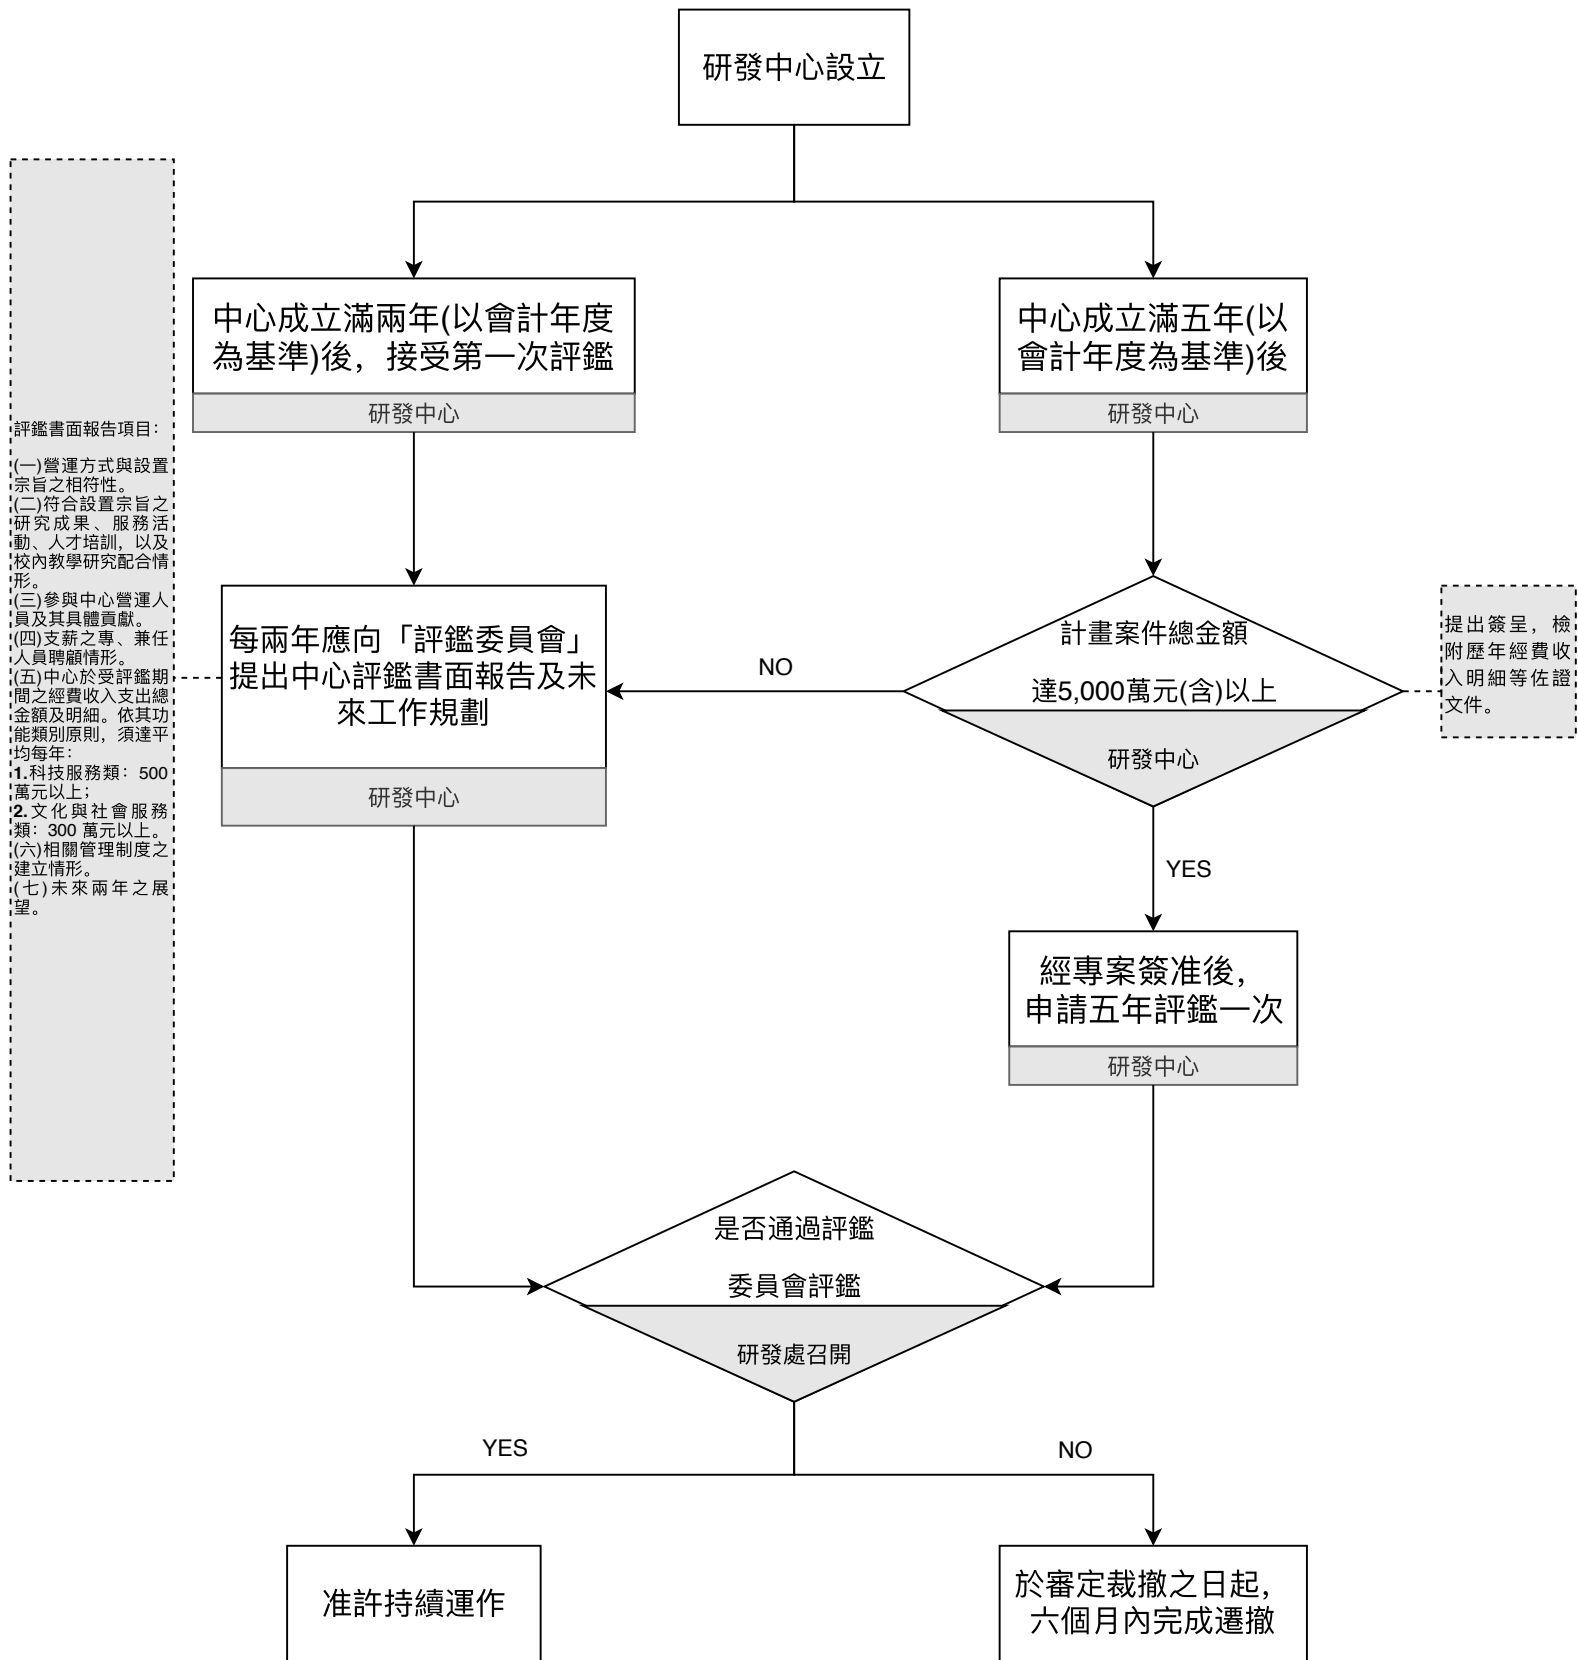 研發中心設立
中心成立滿兩年(以會計年度
為基準)後，接受第一次評鑑
研發中心
中心成立滿五年(以
會計年度為基準)後
研發中心
評鑑書面報告項目：
(一)營運方式與設置
宗旨之相符性。
(二)符合設置宗旨之
研究成果、服務活
動、人才培訓，以及
校內教學研究配合情
形。
(三)參與中心營運人
員及其具體貢獻。
(四)支薪之專、兼任
人員聘顧情形。
(五)中心於受評鑑期
間之經費收入支出總
金額及明細。依其功
能類別原則，須達平
均每年：
1.科技服務類：500
萬元以上；
2.文化與社會服務
類：300 萬元以上。
(六)相關管理制度之
建立情形。
(七)未來兩年之展
望。
每兩年應向「評鑑委員會」
提出中心評鑑書面報告及未
來工作規劃
研發中心
NO
計畫案件總金額
達5,000萬元(含)以上
研發中心
提出簽呈，檢
附歷年經費收
入明細等佐證
文件。
YES
經專案簽准後，
申請五年評鑑一次
研發中心
是否通過評鑑
委員會評鑑
研發處召開
YES
NO
准許持續運作
於審定裁撤之日起，
六個月內完成遷撤